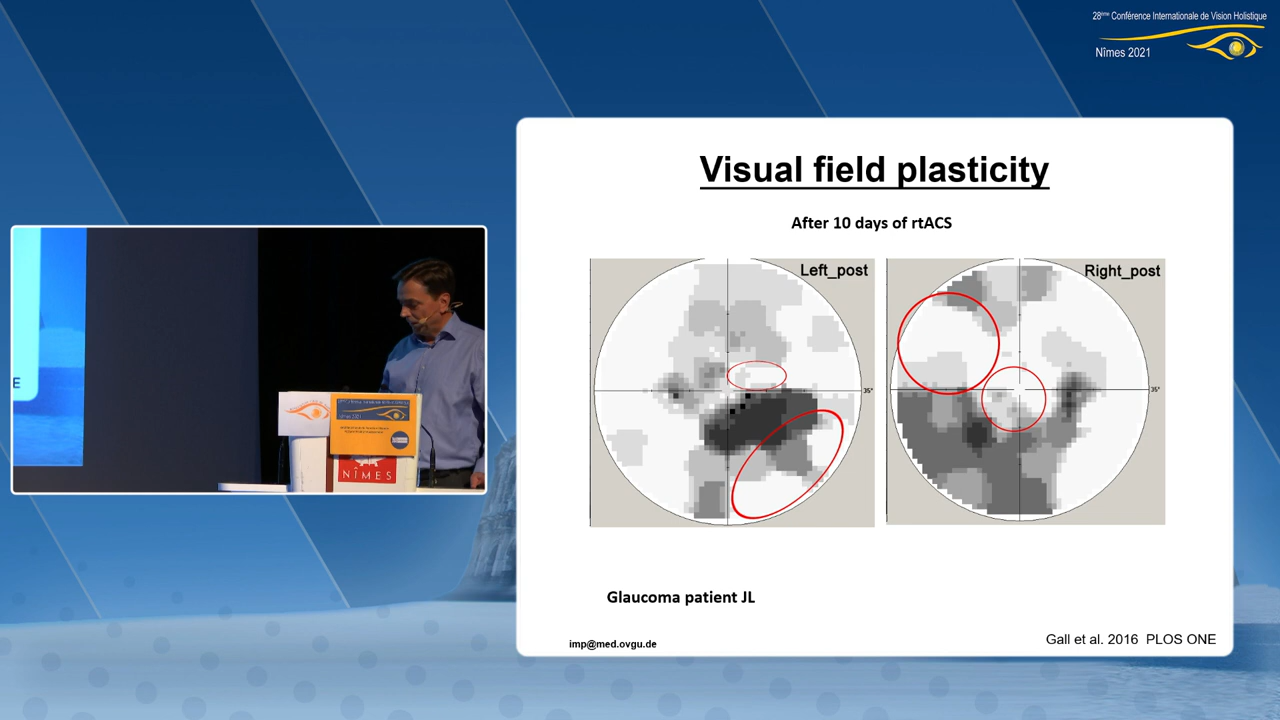 28ème Conférence Internationale de Vision Holistique
Nîmes 2021
Visual field plasticity
After 10 days of rtACS
Left_post
Right_post
35°
35°
E
NÎMES
Glaucoma patient JL
imp@med.ovgu.de
Gall et al. 2016 PLOS ONE